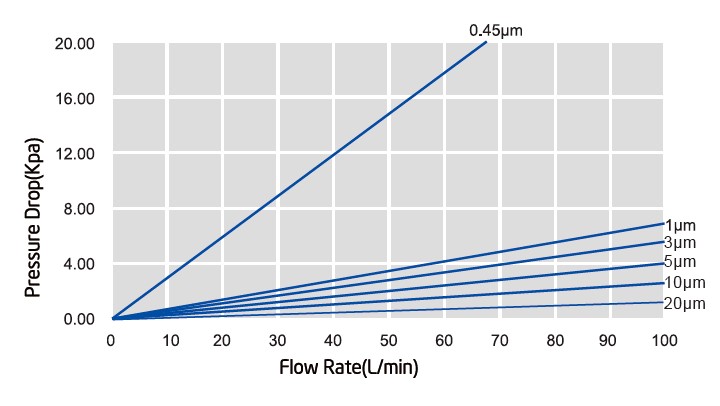 0.45µm
20.00
16.00
12.00
8.00
4.00
0.00
Pressure Drop(Kpa)
1µm
3µm
5µm
10µm
20µm
0 10 20 30 40 50 60 70 80 90 100
Flow Rate(L/min)